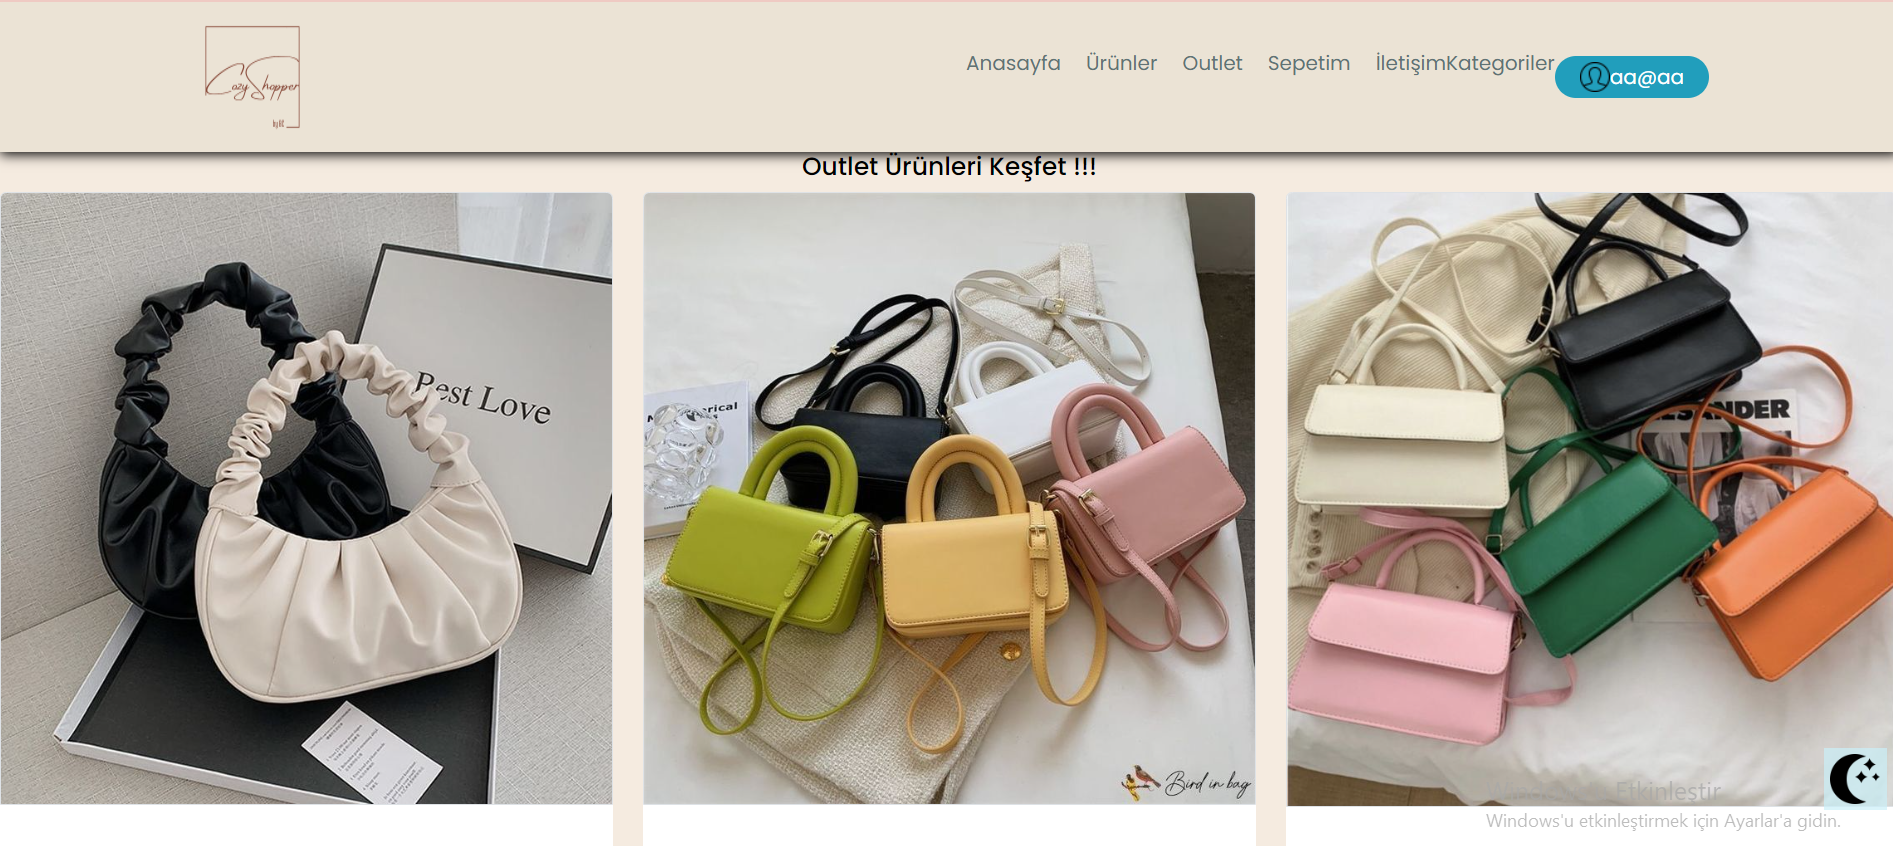 Cozy Shopper
Anasayfa Ürünler Outlet Sepetim İletişimKategoriler aa@aa
Outlet Ürünleri Keşfet !!!
Best Love
Bird in bag
Etkinleştir
Windows'u etkinleştirmek için Ayarlar'a gidin.